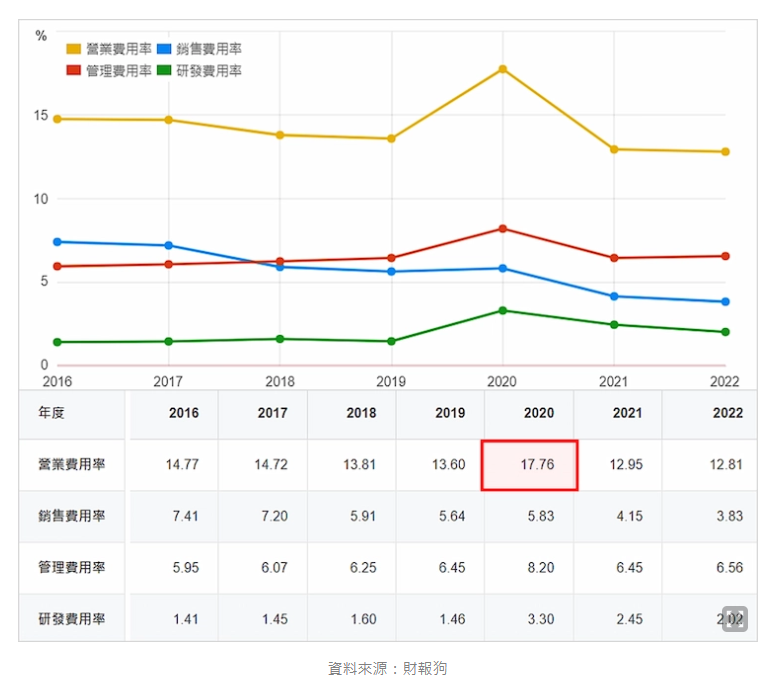 %
營業費用率 銷售費用率
管理費用率 研發費用率
15
10
5
0
2016 2017 2018 2019 2020 2021 2022
年度 2016 2017 2018 2019 2020 2021 2022
營業費用率 14.77 14.72 13.81 13.60 17.76 12.95 12.81
銷售費用率 7.41 7.20 5.91 5.64 5.83 4.15 3.83
管理費用率 5.95 6.07 6.25 6.45 8.20 6.45 6.56
研發費用率 1.41 1.45 1.60 1.46 3.30 2.45 2.02
資料來源：財報狗